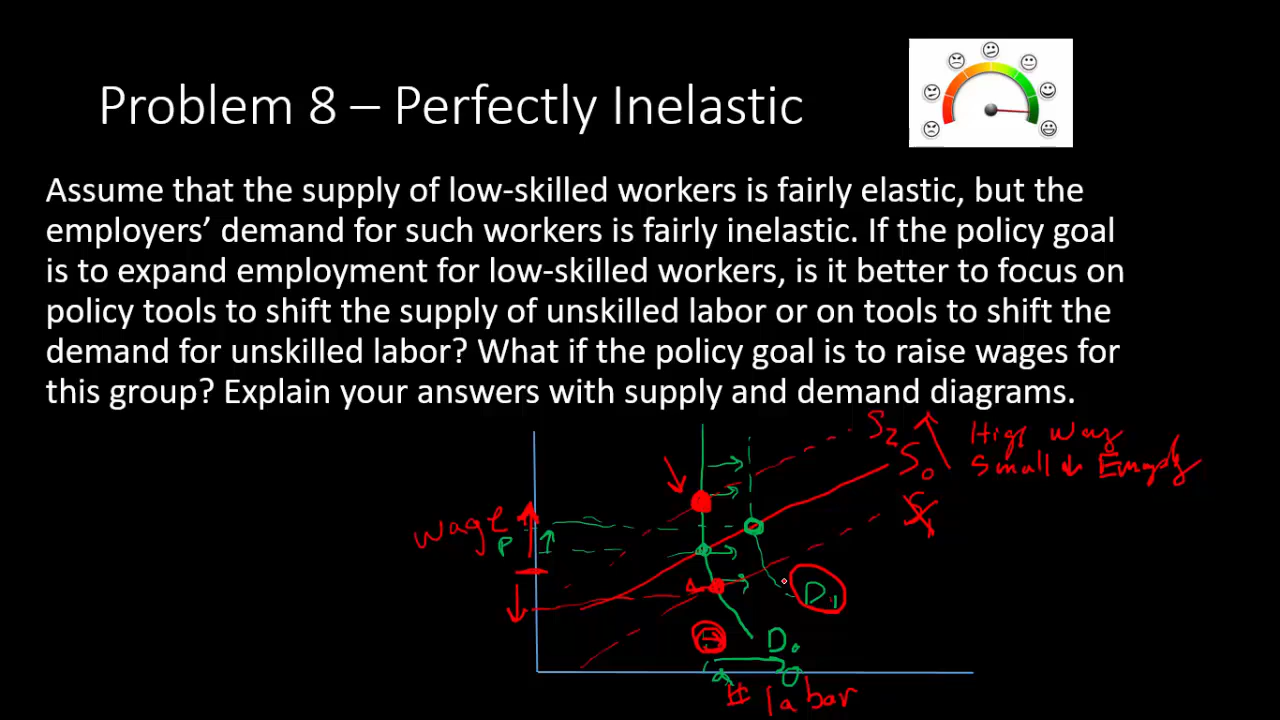 Problem 8 – Perfectly Inelastic
Assume that the supply of low-skilled workers is fairly elastic, but the
employers’ demand for such workers is fairly inelastic. If the policy goal
is to expand employment for low-skilled workers, is it better to focus on
policy tools to shift the supply of unskilled labor or on tools to shift the
demand for unskilled labor? What if the policy goal is to raise wages for
this group? Explain your answers with supply and demand diagrams.
S2
S0
Small
wage
P
D1
D0
Q
# labor